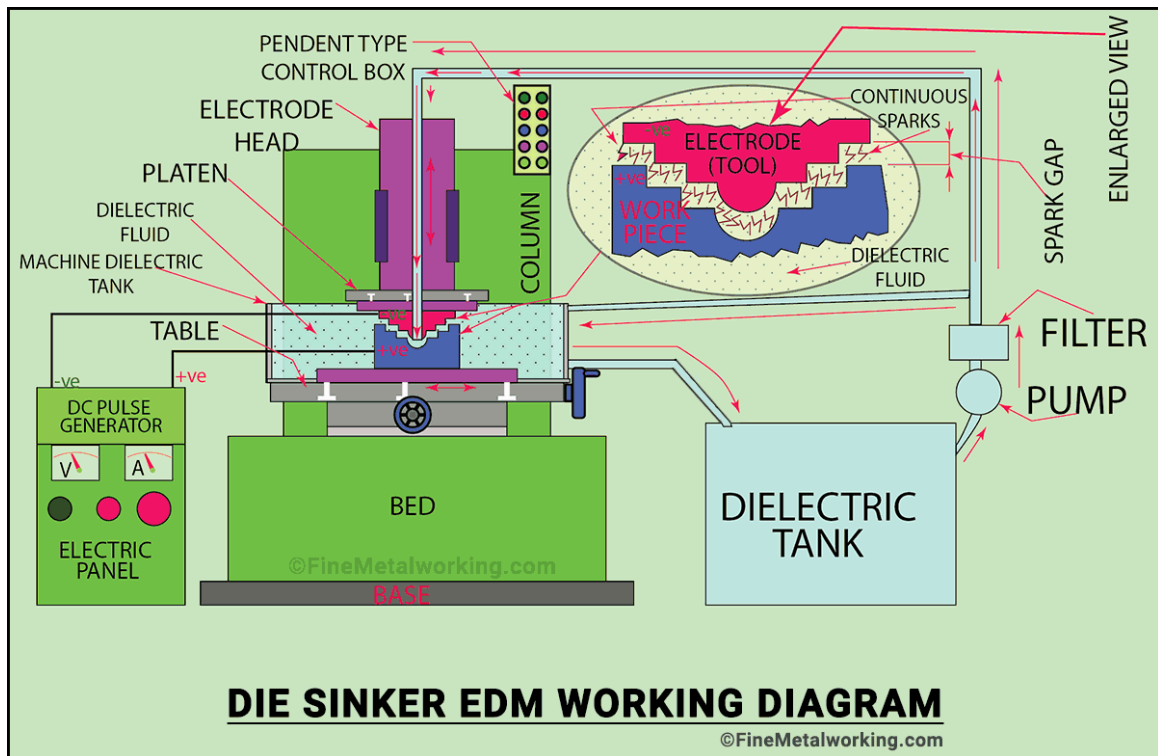 PENDENT TYPE
CONTROL BOX
ELECTRODE
HEAD
PLATEN
DIELECTRIC
FLUID
MACHINE DIELECTRIC
TANK
TABLE
COLUMN
CONTINUOUS
SPARKS
-ve
ELECTRODE
(TOOL)
+ve
WORK
PIECE
DIELECTRIC
FLUID
ENLARGED VIEW
SPARK GAP
-ve
+ve
-ve
+ve
DC PULSE
GENERATOR
V
A
ELECTRIC
PANEL
BED
©FineMetalworking.com
BASE
FILTER
PUMP
DIELECTRIC
TANK
DIE SINKER EDM WORKING DIAGRAM
©FineMetalworking.com